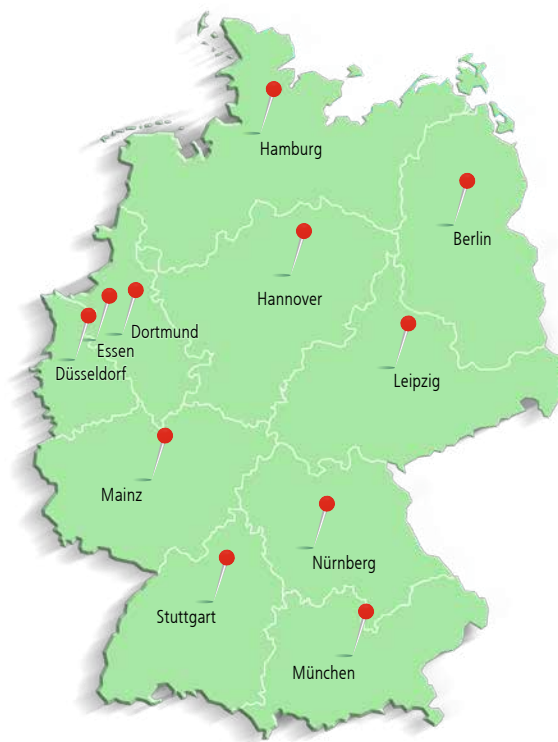 Hamburg
Berlin
Hannover
Dortmund
Essen
Düsseldorf
Leipzig
Mainz
Nürnberg
Stuttgart
München